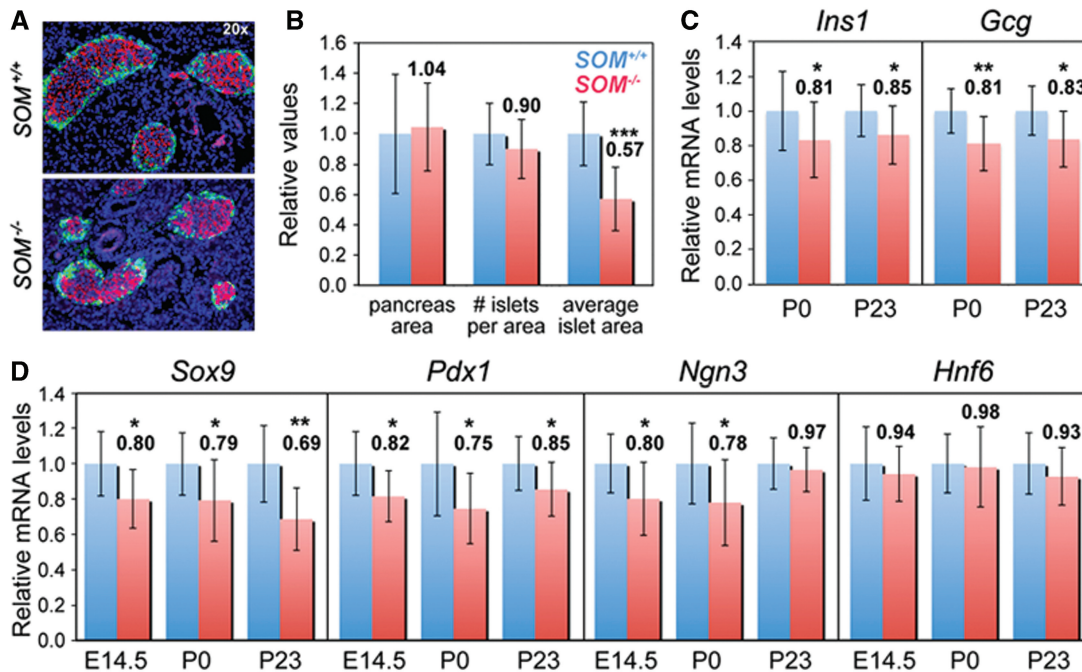 A
20x
SOM+/+
SOM-/-
B
Relative values
1.6
1.4
1.2
1.0
0.8
0.6
0.4
0.2
0.0
SOM+/+
SOM-/-
1.04
0.90
***
0.57
pancreas area
# islets per area
average islet area
C
Ins1
Gcg
Relative mRNA levels
1.4
1.2
1.0
0.8
0.6
0.4
0.2
0.0
*
0.81
*
0.85
**
0.81
*
0.83
P0
P23
P0
P23
D
Sox9
Pdx1
Ngn3
Hnf6
Relative mRNA levels
1.4
1.2
1.0
0.8
0.6
0.4
0.2
0.0
*
0.80
*
0.79
**
0.69
*
0.82
*
0.75
*
0.85
*
0.80
*
0.78
0.97
0.94
0.98
0.93
E14.5
P0
P23
E14.5
P0
P23
E14.5
P0
P23
E14.5
P0
P23